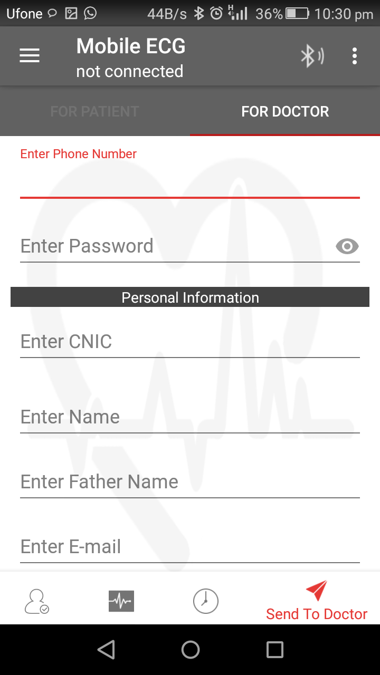 Ufone 44B/s H 36% 10:30 pm
Mobile ECG
not connected
FOR PATIENT FOR DOCTOR
Enter Phone Number
Enter Password
Personal Information
Enter CNIC
Enter Name
Enter Father Name
Enter E-mail
Send To Doctor